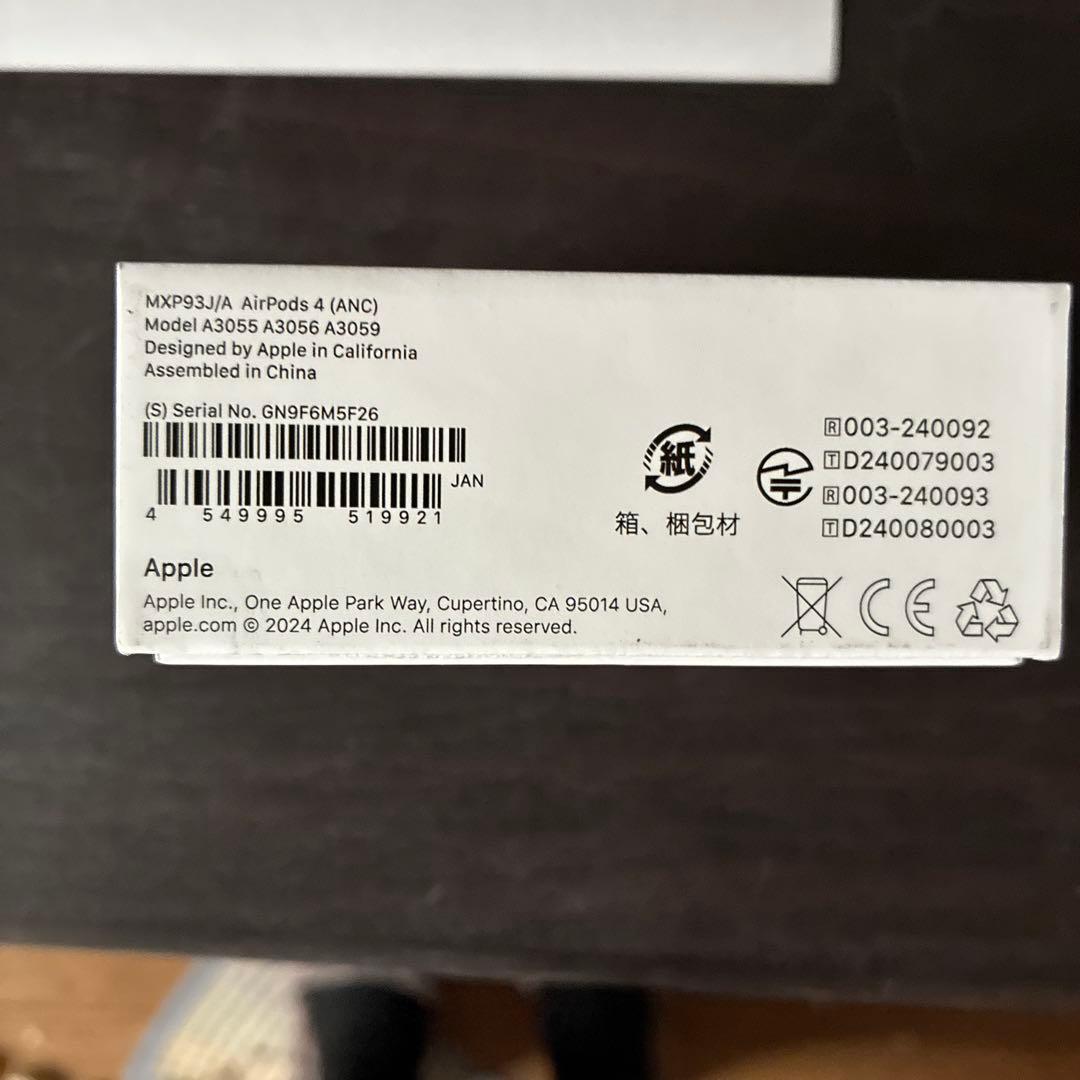 MXP93J/A AirPods 4 (ANC)
Model A3055 A3056 A3059
Designed by Apple in California
Assembled in China
(S) Serial No. GN9F6M5F26
JAN
4 549995 519921
紙
箱、梱包材
🅁003-240092
🅃D240079003
🅁003-240093
🅃D240080003
Apple
Apple Inc., One Apple Park Way, Cupertino, CA 95014 USA,
apple.com © 2024 Apple Inc. All rights reserved.
CE